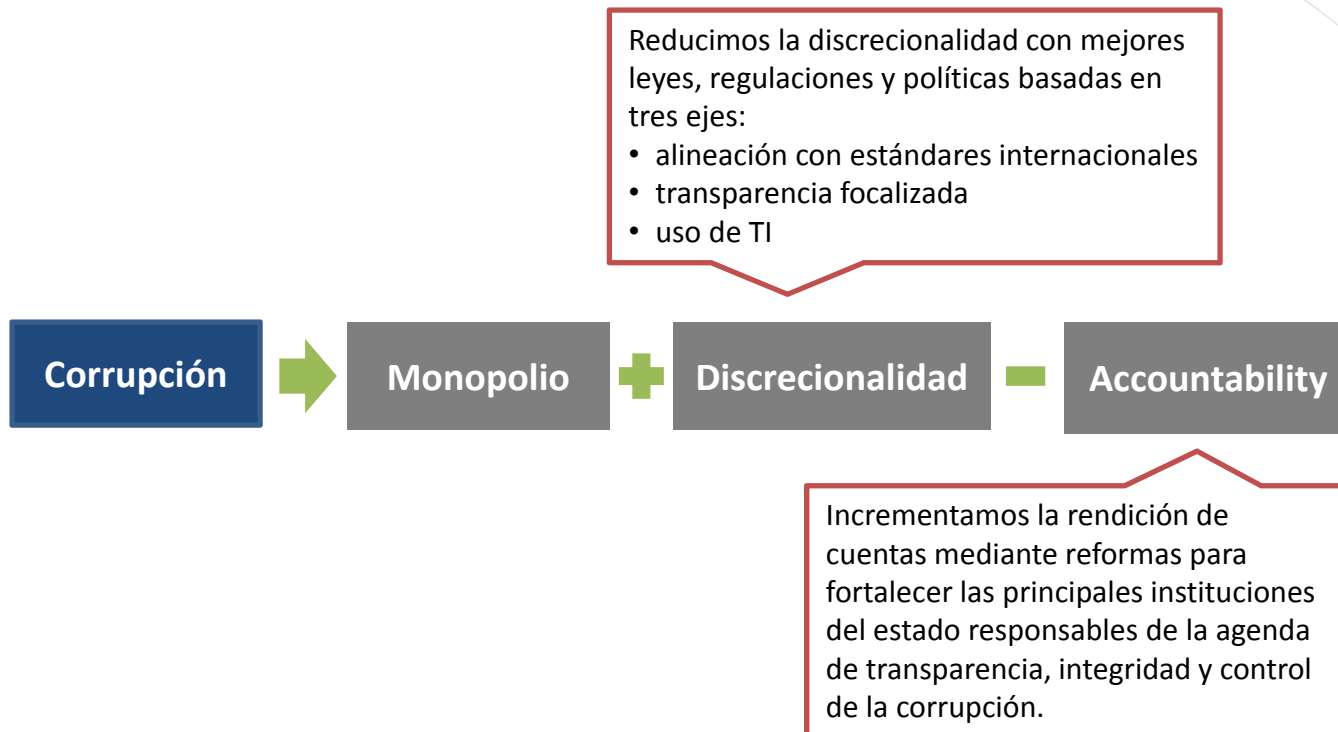 Reducimos la discrecionalidad con mejores
leyes, regulaciones y políticas basadas en
tres ejes:
• alineación con estándares internacionales
• transparencia focalizada
• uso de TI
Corrupción
Monopolio
Discrecionalidad
Accountability
Incrementamos la rendición de
cuentas mediante reformas para
fortalecer las principales instituciones
del estado responsables de la agenda
de transparencia, integridad y control
de la corrupción.